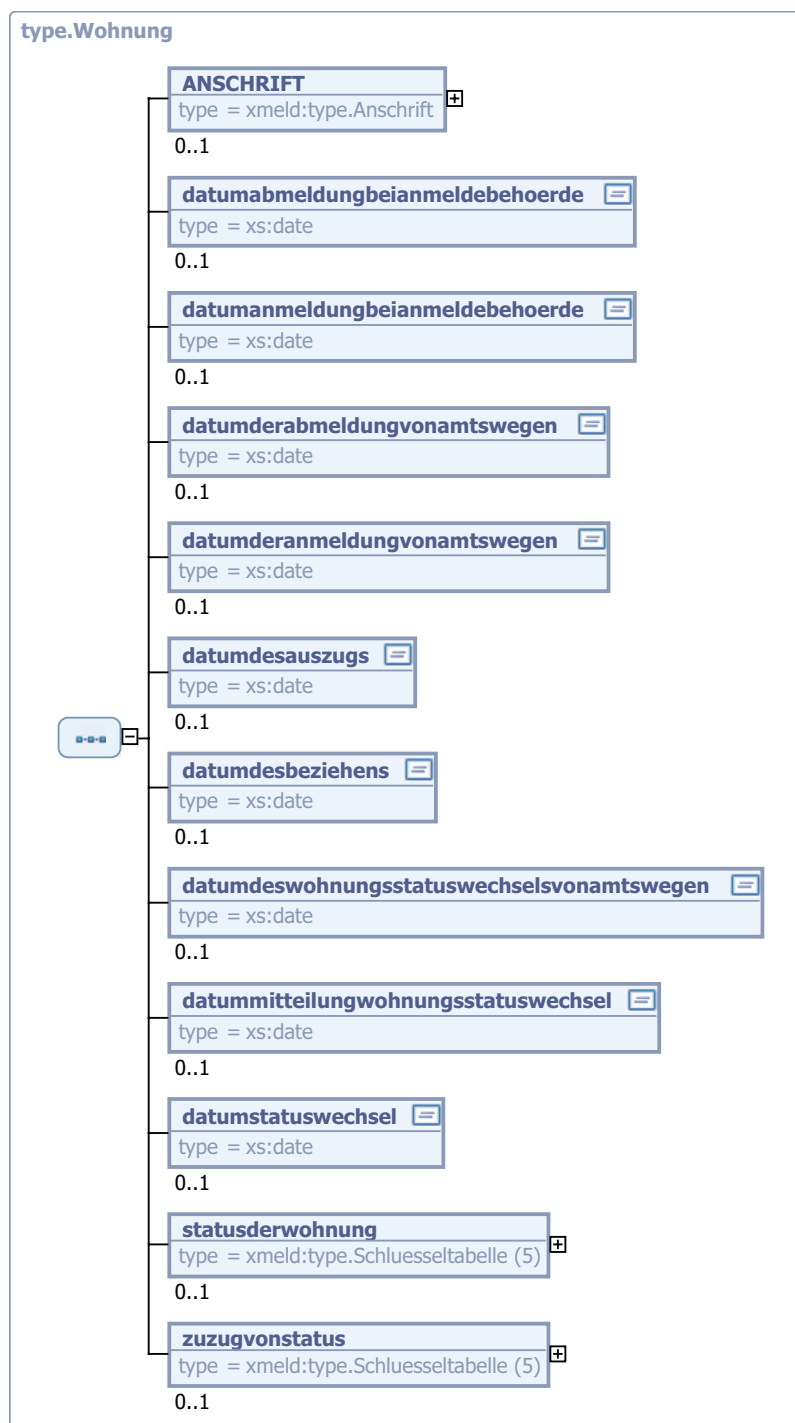 type.Wohnung
ANSCHRIFT
type = xmeld:type.Anschrift
0..1
datumabmeldungbeianmeldebehoerde
type = xs:date
0..1
datumanmeldungbeianmeldebehoerde
type = xs:date
0..1
datumderabmeldungvonamtswegen
type = xs:date
0..1
datumderanmeldungvonamtswegen
type = xs:date
0..1
datumdesauszugs
type = xs:date
0..1
datumdesbeziehens
type = xs:date
0..1
datumdeswohnungsstatuswechselsvonamtswegen
type = xs:date
0..1
datummitteilungwohnungsstatuswechsel
type = xs:date
0..1
datumstatuswechsel
type = xs:date
0..1
statusderwohnung
type = xmeld:type.Schluesseltabelle (5)
0..1
zuzugvonstatus
type = xmeld:type.Schluesseltabelle (5)
0..1